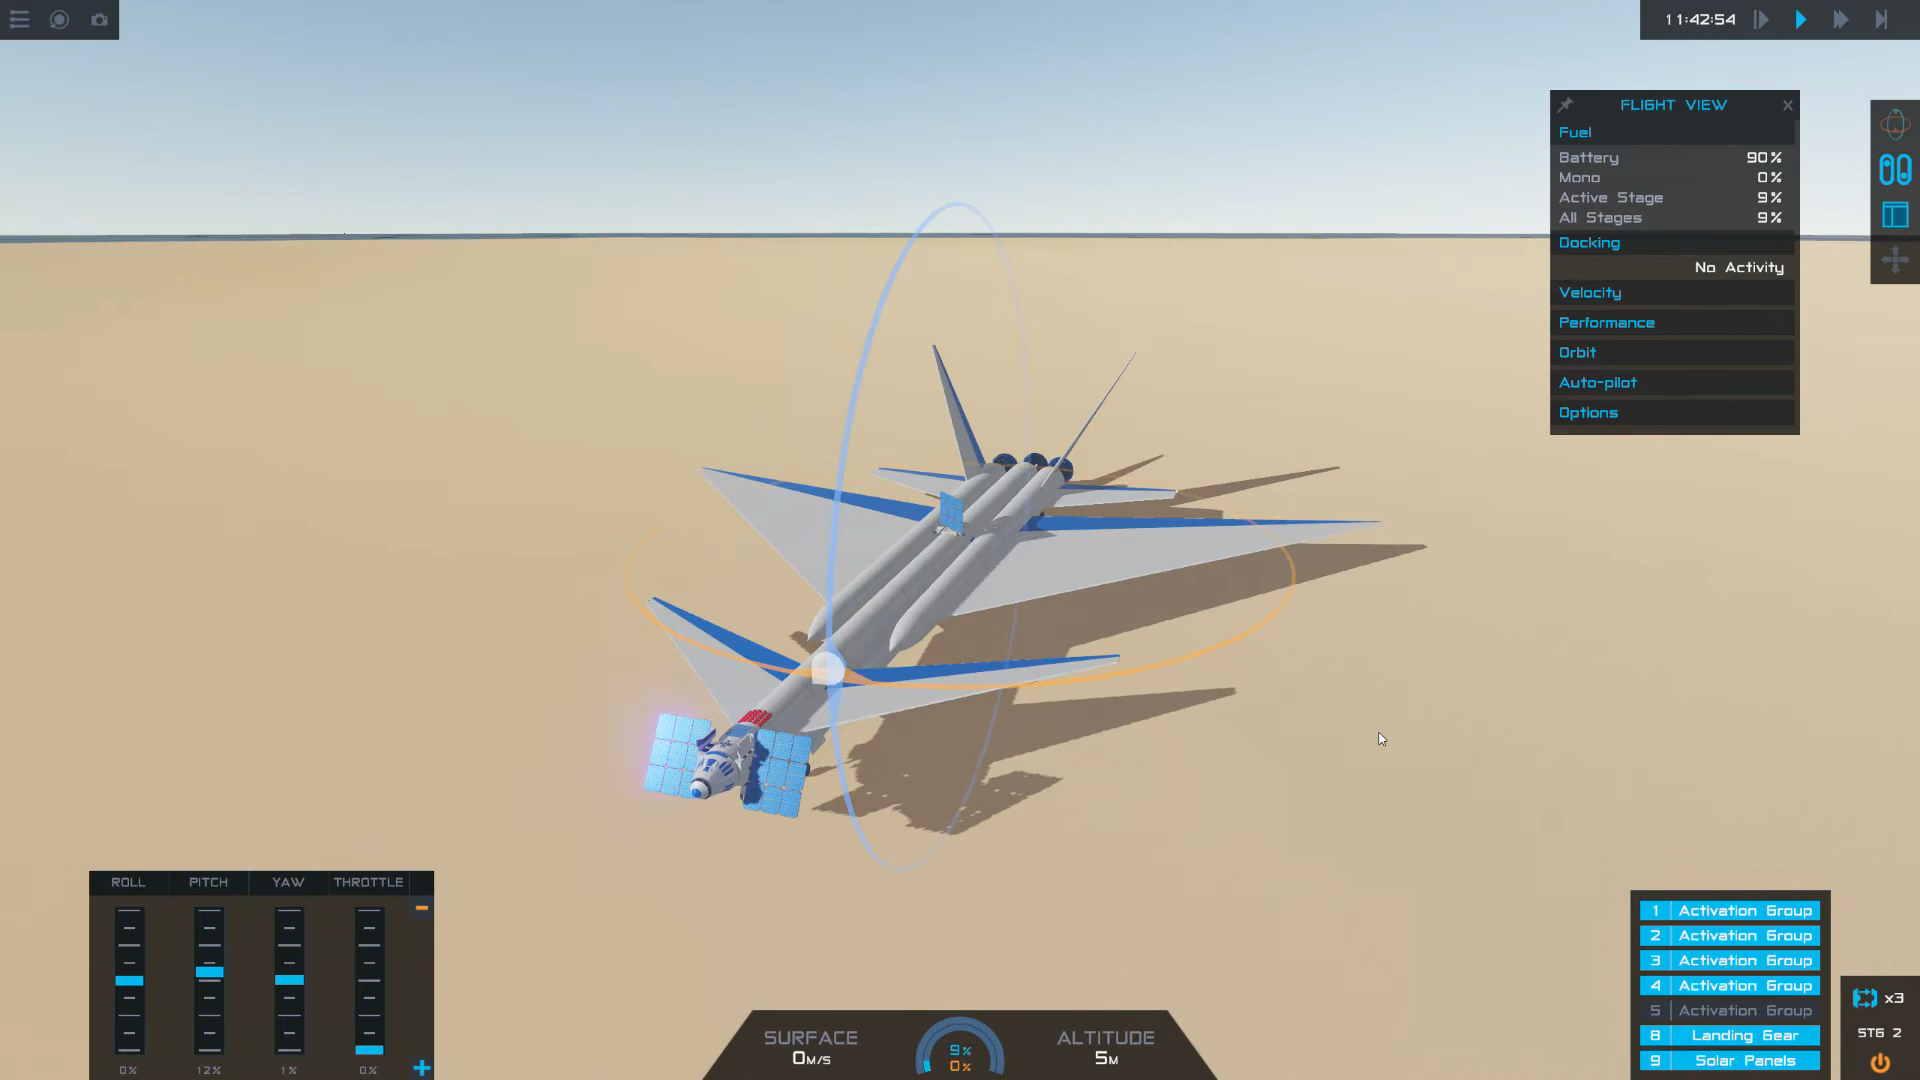 11:42:54
FLIGHT VIEW
Fuel
Battery 90%
Mono 0%
Active Stage 9%
All Stages 9%
Docking
No Activity
Velocity
Performance
Orbit
Auto-pilot
Options
ROLL PITCH YAW THROTTLE
0% 12% 1% 0%
SURFACE
0M/S
9%
0%
ALTITUDE
5M
1 Activation Group
2 Activation Group
3 Activation Group
4 Activation Group
5 Activation Group
8 Landing Gear
9 Solar Panels
x3
STG 2